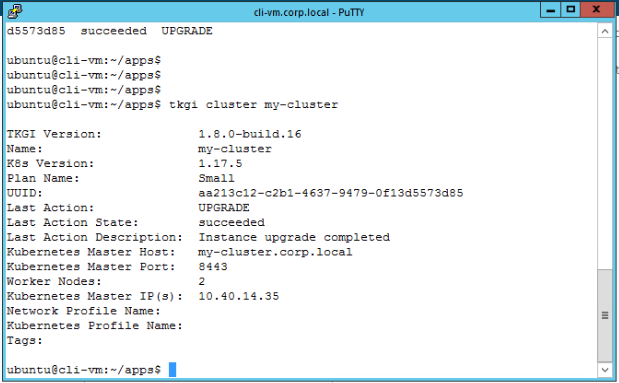 cli-vm.corp.local - PuTTY
d5573d85  succeeded  UPGRADE
ubuntu@cli-vm:~/apps$
ubuntu@cli-vm:~/apps$
ubuntu@cli-vm:~/apps$
ubuntu@cli-vm:~/apps$ tkgi cluster my-cluster
TKGI Version:             1.8.0-build.16
Name:                     my-cluster
K8s Version:              1.17.5
Plan Name:                Small
UUID:                     aa213c12-c2b1-4637-9479-0f13d5573d85
Last Action:              UPGRADE
Last Action State:        succeeded
Last Action Description:  Instance upgrade completed
Kubernetes Master Host:   my-cluster.corp.local
Kubernetes Master Port:   8443
Worker Nodes:             2
Kubernetes Master IP(s):  10.40.14.35
Network Profile Name:
Kubernetes Profile Name:
Tags:
ubuntu@cli-vm:~/apps$